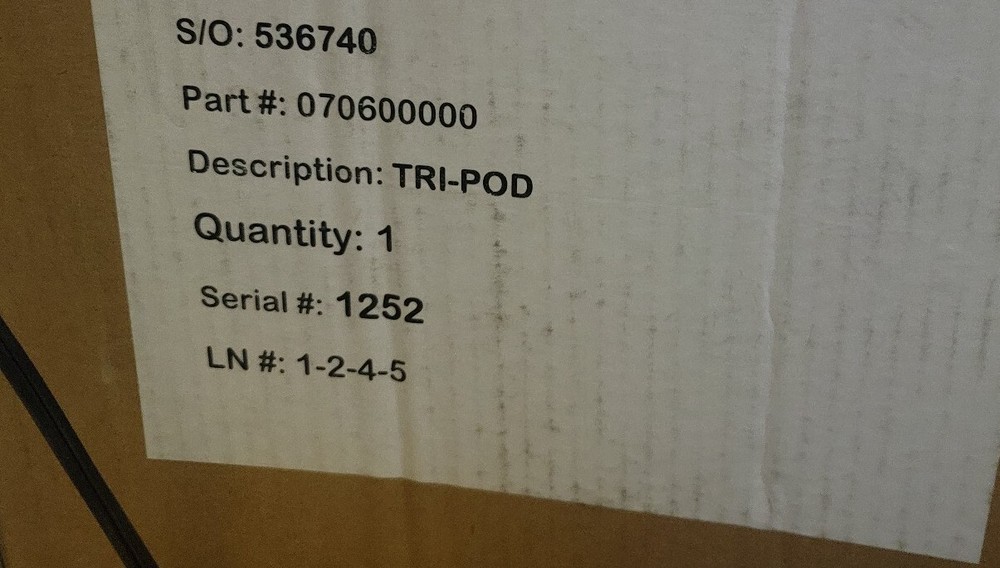 S/O: 536740
Part #: 070600000
Description: TRI-POD
Quantity: 1
Serial #: 1252
LN #: 1-2-4-5